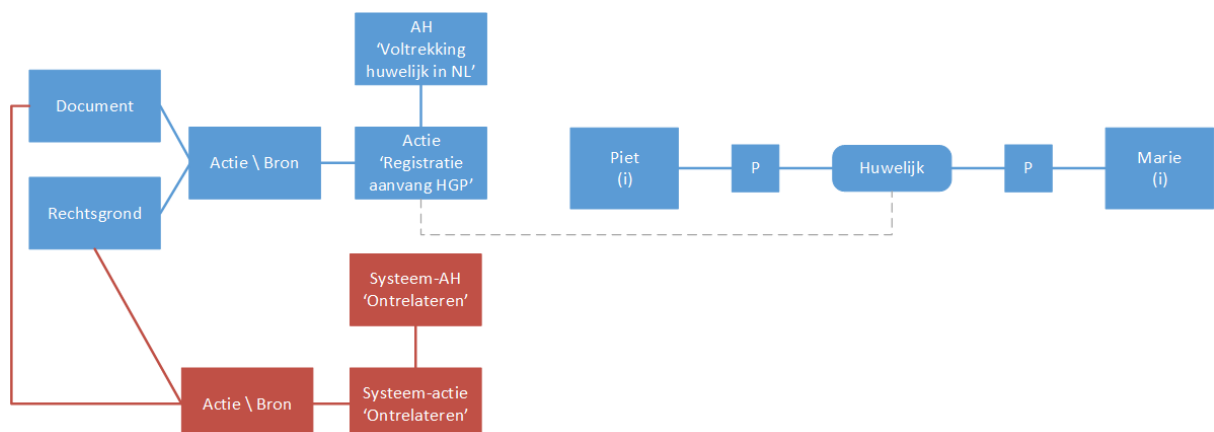 AH
‘Voltrekking
huwelijk in NL’
Document
Actie \ Bron
Actie
‘Registratie
aanvang HGP’
Rechtsgrond
Piet
(i)
P
Huwelijk
P
Marie
(i)
Systeem-AH
‘Ontrelateren’
Actie \ Bron
Systeem-actie
‘Ontrelateren’